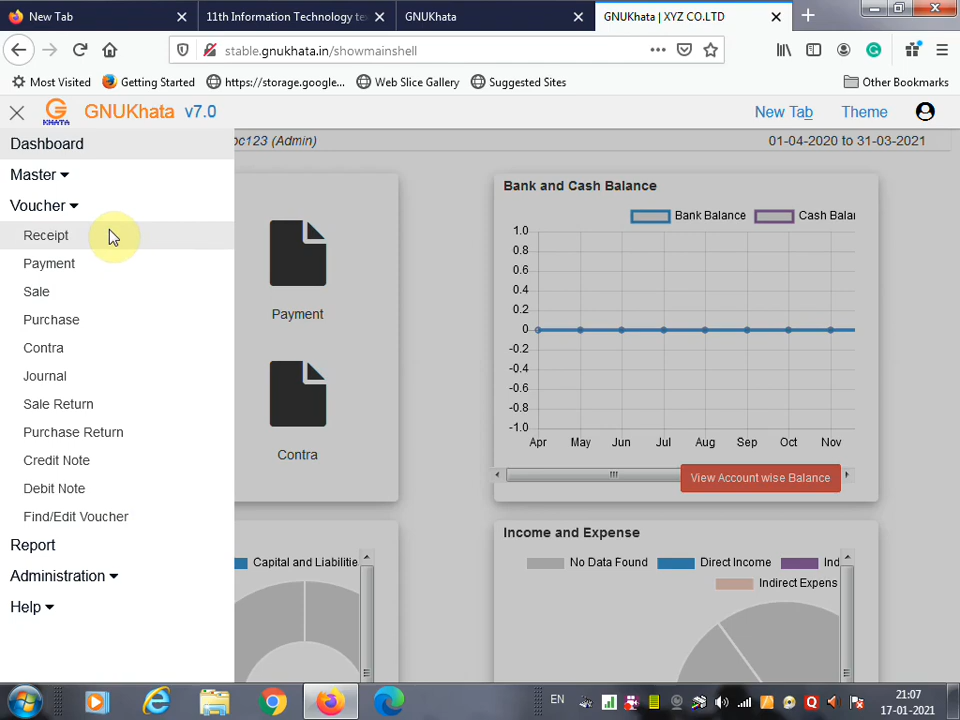 New Tab
11th Information Technology te
GNUKhata
GNUKhata | XYZ CO.LTD
stable.gnukhata.in/showmainshell
Most Visited
Getting Started
https://storage.google...
Web Slice Gallery
Suggested Sites
Other Bookmarks
KHATA
GNUKhata v7.0
New Tab
Theme
Dashboard
Master
Voucher
Receipt
Payment
Sale
Purchase
Contra
Journal
Sale Return
Purchase Return
Credit Note
Debit Note
Find/Edit Voucher
Report
Administration
Help
bc123 (Admin)
01-04-2020 to 31-03-2021
Payment
Contra
Bank and Cash Balance
Bank Balance
Cash Balan
1.0
0.8
0.6
0.4
0.2
0
-0.2
-0.4
-0.6
-0.8
-1.0
Apr May Jun Jul Aug Sep Oct Nov
View Account wise Balance
Capital and Liabilitie
Income and Expense
No Data Found
Direct Income
Ind
Indirect Expens
EN
21:07
17-01-2021